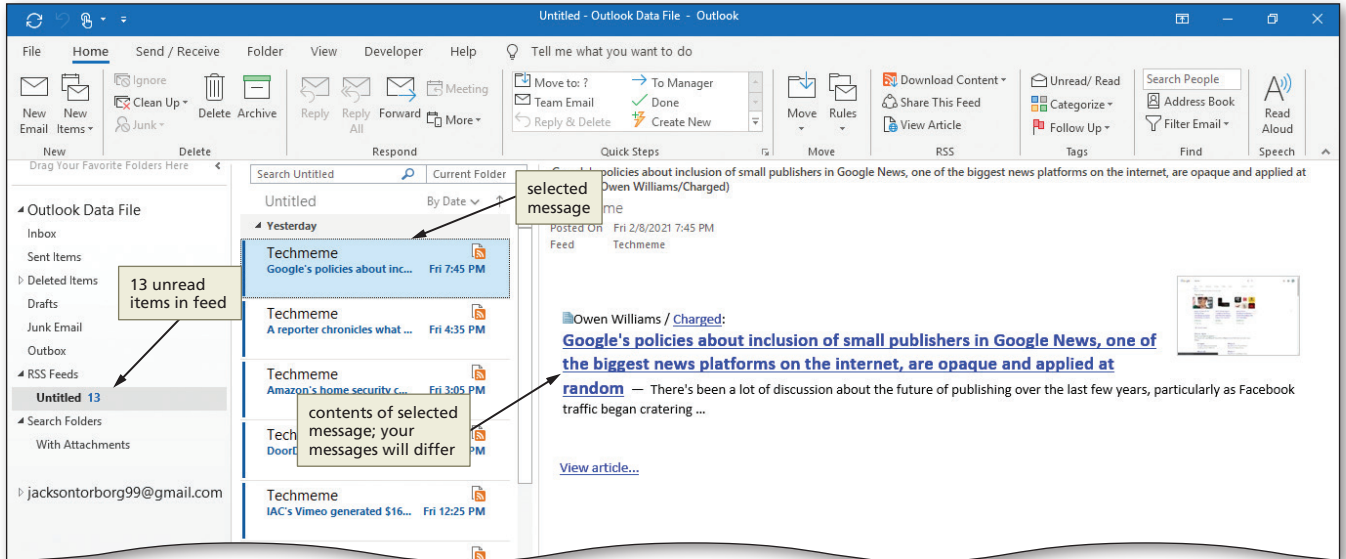 Untitled - Outlook Data File - Outlook
File Home Send / Receive Folder View Developer Help Tell me what you want to do
New Email
New Items
Ignore
Clean Up
Junk
Delete
Archive
Reply
Reply All
Forward
Meeting
More
Move to: ?
Team Email
Reply & Delete
To Manager
Done
Create New
Move
Rules
Download Content
Share This Feed
View Article
Unread/ Read
Categorize
Follow Up
Search People
Address Book
Filter Email
Read Aloud
New Delete Respond Quick Steps Move RSS Tags Find Speech
Drag Your Favorite Folders Here
Outlook Data File
Inbox
Sent Items
Deleted Items
Drafts
Junk Email
Outbox
RSS Feeds
Untitled 13
Search Folders
With Attachments
jacksontorborg99@gmail.com
13 unread
items in feed
Search Untitled Current Folder
Untitled By Date
Yesterday
Techmeme
Google's policies about inc... Fri 7:45 PM
Techmeme
A reporter chronicles what ... Fri 4:35 PM
Techmeme
Amazon's home security c... Fri 3:05 PM
Tech
DoorD PM
Techmeme
IAC's Vimeo generated $16... Fri 12:25 PM
selected
message
contents of selected
message; your
messages will differ
policies about inclusion of small publishers in Google News, one of the biggest news platforms on the internet, are opaque and applied at
Owen Williams/Charged)
me
Posted On Fri 2/8/2021 7:45 PM
Feed Techmeme
Owen Williams / Charged:
Google's policies about inclusion of small publishers in Google News, one of
the biggest news platforms on the internet, are opaque and applied at
random — There's been a lot of discussion about the future of publishing over the last few years, particularly as Facebook
traffic began cratering ...
View article...